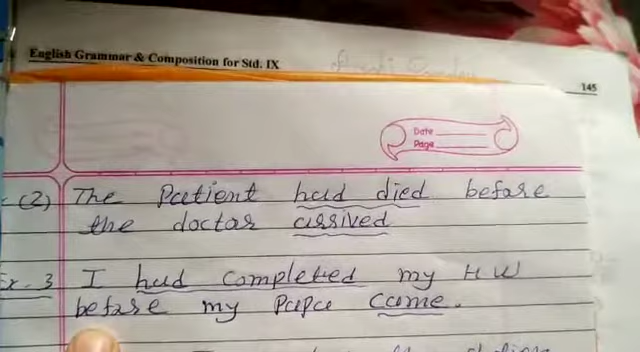 English Grammar & Composition for Std. IX
145
Date
Page
(2) The Patient had died before
the doctor arrived
Ex. 3 I had completed my H W
before my Papa came.